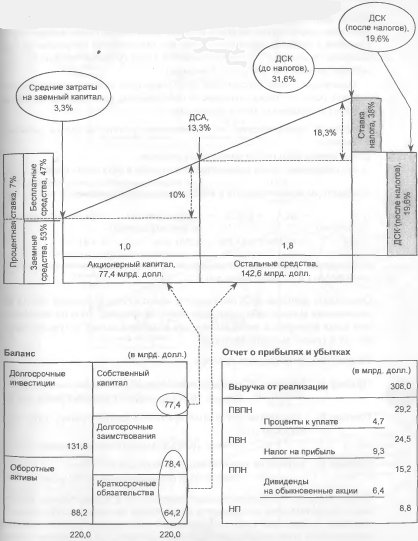 ДСК
(после налогов),
19,6%
ДСК
(до налогов),
31,6%
Средние затраты
на заемный капитал,
3,3%
ДСА,
13,3%
18,3%
Ставка
налога, 38%
10%
Процентная ставка, 7%
Бесплатные
средства, 47%
Заемные
средства, 53%
ДСК (после налогов),
19,6%
1,0
1,8
Акционерный капитал,
77,4 млрд. долл.
Остальные средства,
142,6 млрд. долл.
Баланс
(в млрд. долл.)
Долгосрочные
инвестиции
131,8
Собственный
капитал
77,4
Долгосрочные
заимствования
78,4
Оборотные
активы
88,2
Краткосрочные
обязательства
64,2
220,0
220,0
Отчет о прибылях и убытках
(в млрд. долл.)
Выручка от реализации 308,0
ПВПН 29,2
Проценты к уплате 4,7
ПВН 24,5
Налог на прибыль 9,3
ППН 15,2
Дивиденды
на обыкновенные акции 6,4
НП 8,8